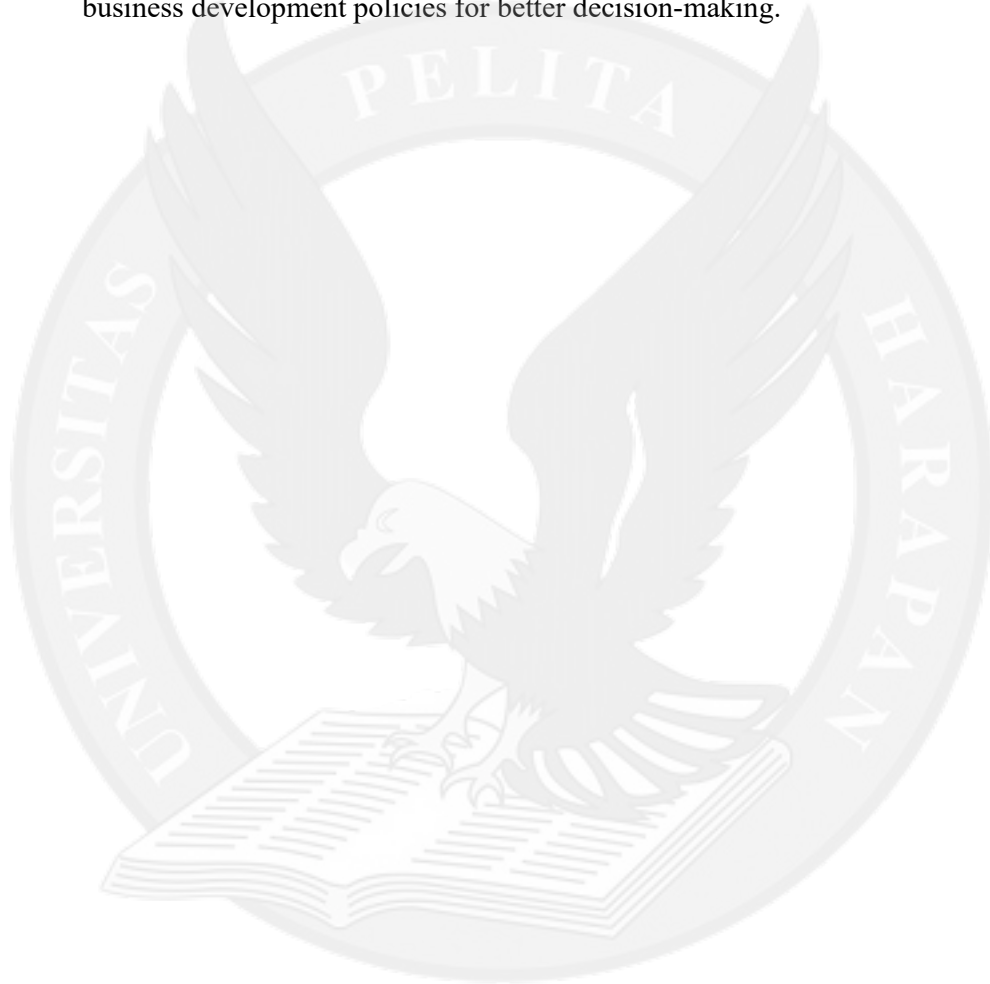 business development policies for better decision-making.
UNIVERSITAS PELITA HARAPAN